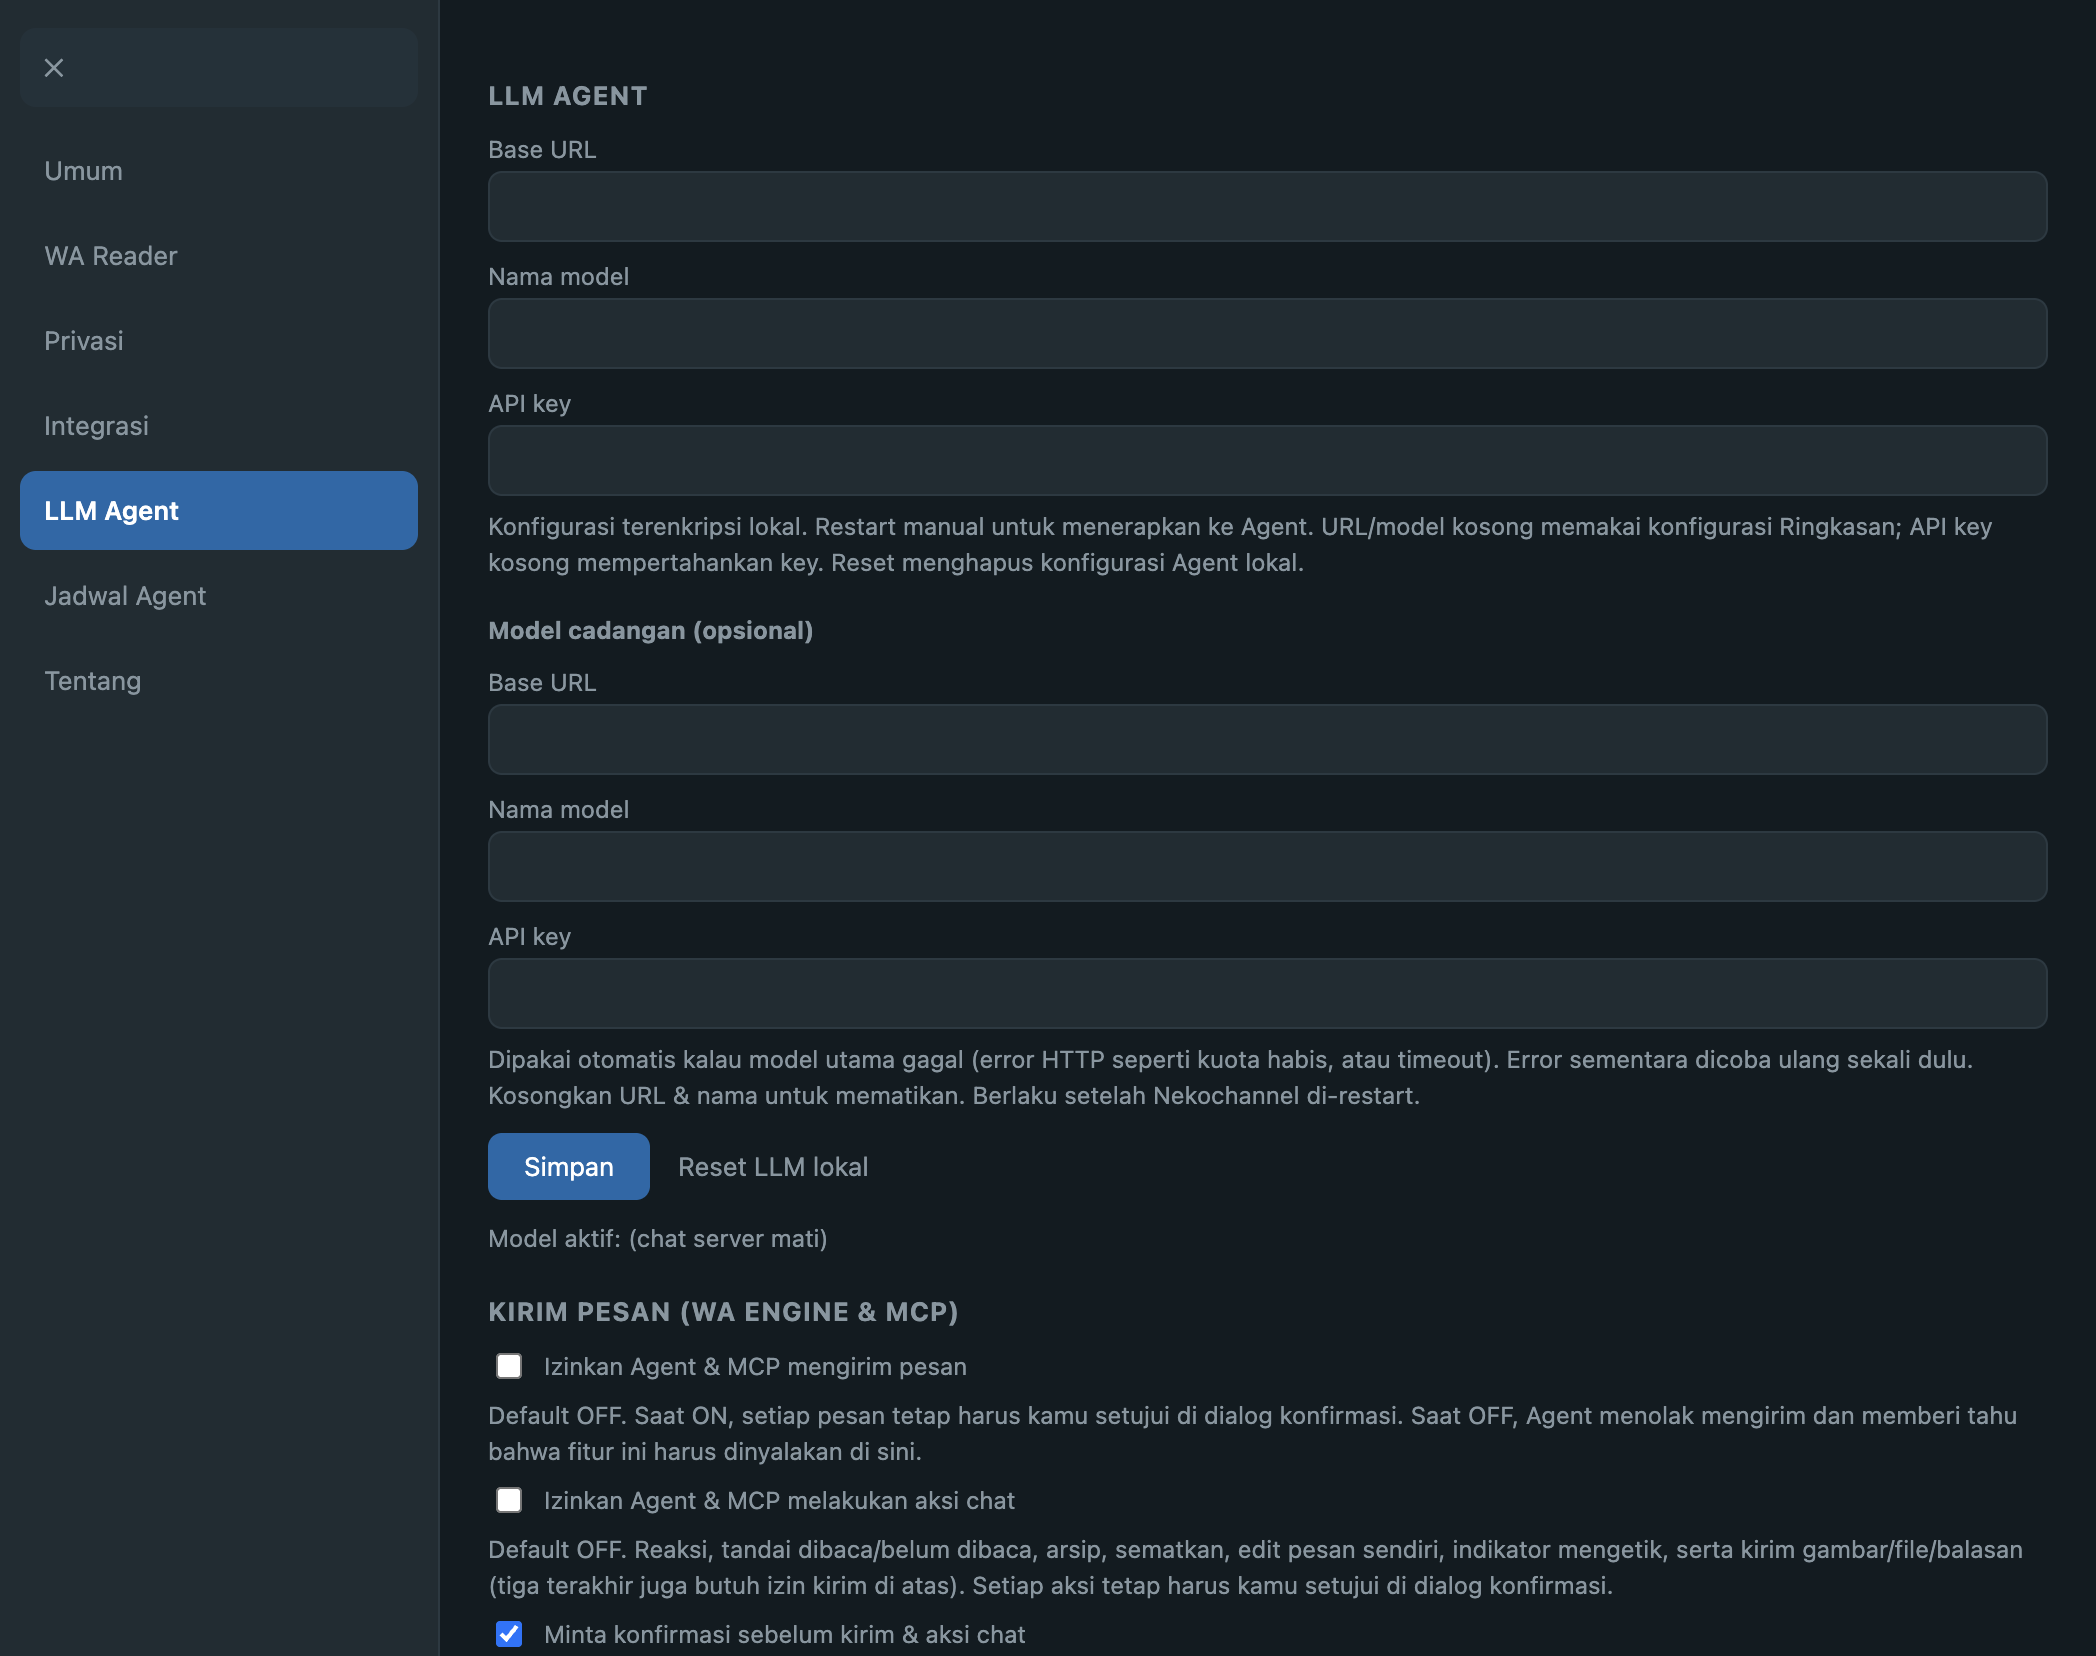 Umum
WA Reader
Privasi
Integrasi
LLM Agent
Jadwal Agent
Tentang
LLM AGENT
Base URL
Nama model
API key
Konfigurasi terenkripsi lokal. Restart manual untuk menerapkan ke Agent. URL/model kosong memakai konfigurasi Ringkasan; API key
kosong mempertahankan key. Reset menghapus konfigurasi Agent lokal.
Model cadangan (opsional)
Base URL
Nama model
API key
Dipakai otomatis kalau model utama gagal (error HTTP seperti kuota habis, atau timeout). Error sementara dicoba ulang sekali dulu.
Kosongkan URL & nama untuk mematikan. Berlaku setelah Nekochannel di-restart.
Simpan
Reset LLM lokal
Model aktif: (chat server mati)
KIRIM PESAN (WA ENGINE & MCP)
Izinkan Agent & MCP mengirim pesan
Default OFF. Saat ON, setiap pesan tetap harus kamu setujui di dialog konfirmasi. Saat OFF, Agent menolak mengirim dan memberi tahu
bahwa fitur ini harus dinyalakan di sini.
Izinkan Agent & MCP melakukan aksi chat
Default OFF. Reaksi, tandai dibaca/belum dibaca, arsip, sematkan, edit pesan sendiri, indikator mengetik, serta kirim gambar/file/balasan
(tiga terakhir juga butuh izin kirim di atas). Setiap aksi tetap harus kamu setujui di dialog konfirmasi.
Minta konfirmasi sebelum kirim & aksi chat